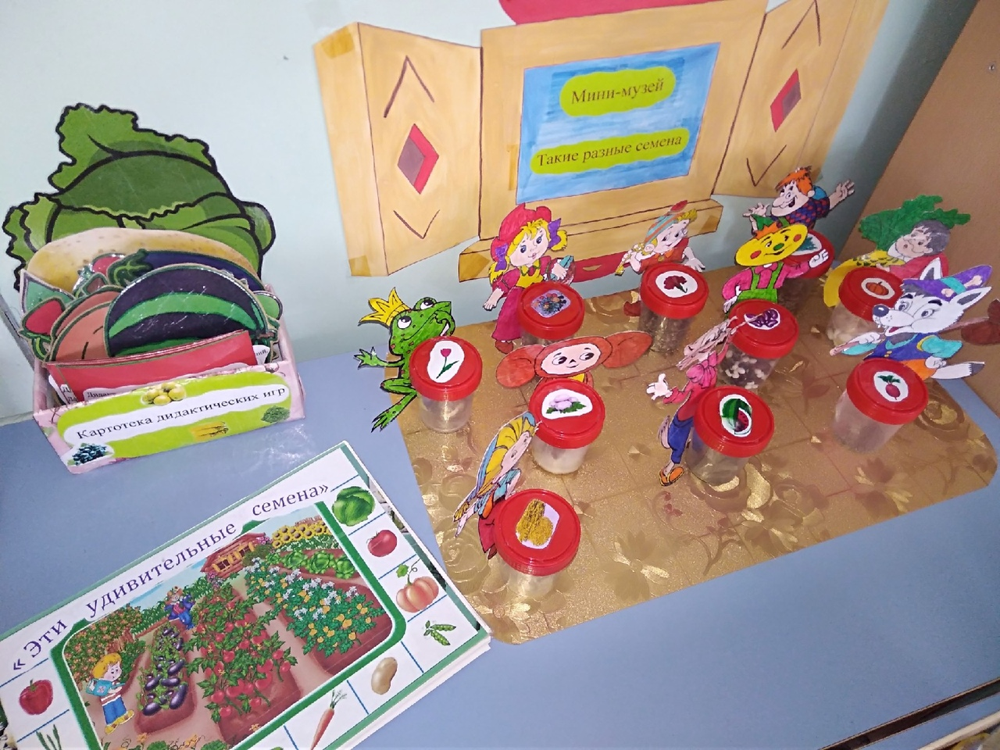 Мини-музей
Такие разные семена
Картотека дидактических игр
«Эти удивительные семена»